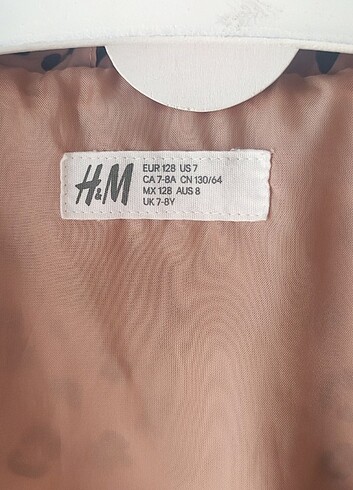 H&M
EUR 128 US 7
CA 7-8A CN 130/64
MX 128 AUS 8
UK 7-8Y